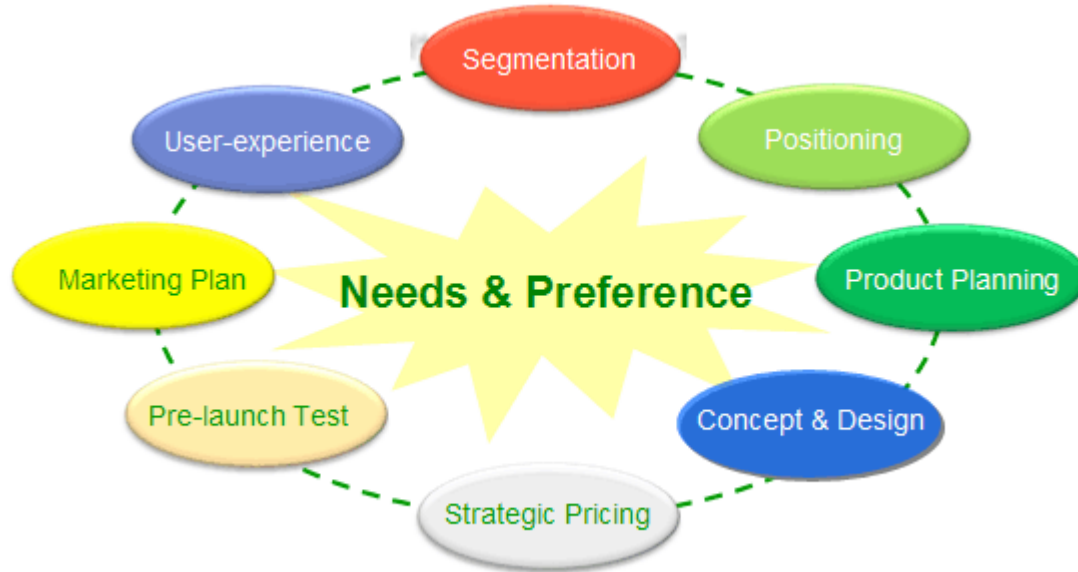 Segmentation
User-experience
Positioning
Marketing Plan
Needs & Preference
Product Planning
Pre-launch Test
Concept & Design
Strategic Pricing